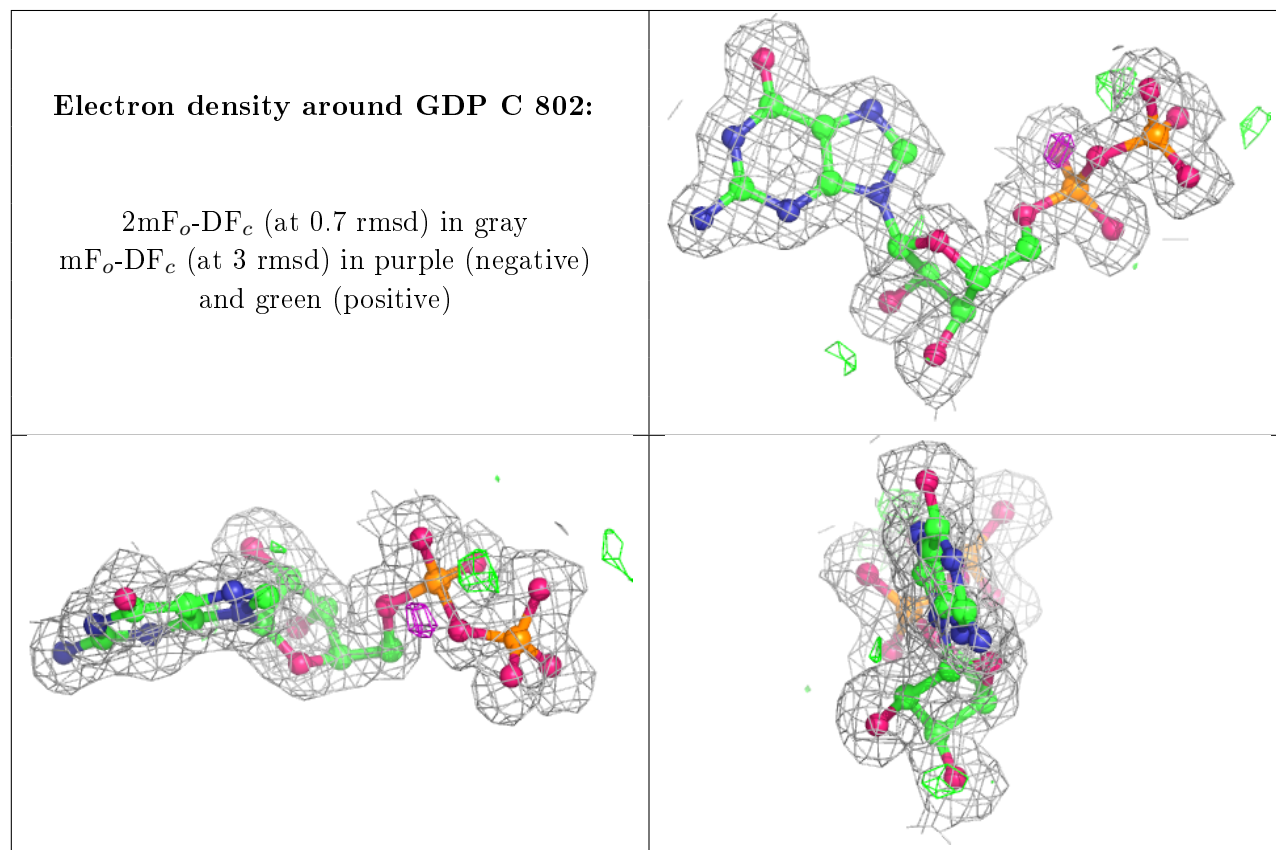 Electron density around GDP C 802:
2mFo-DFc (at 0.7 rmsd) in gray
mFo-DFc (at 3 rmsd) in purple (negative)
and green (positive)